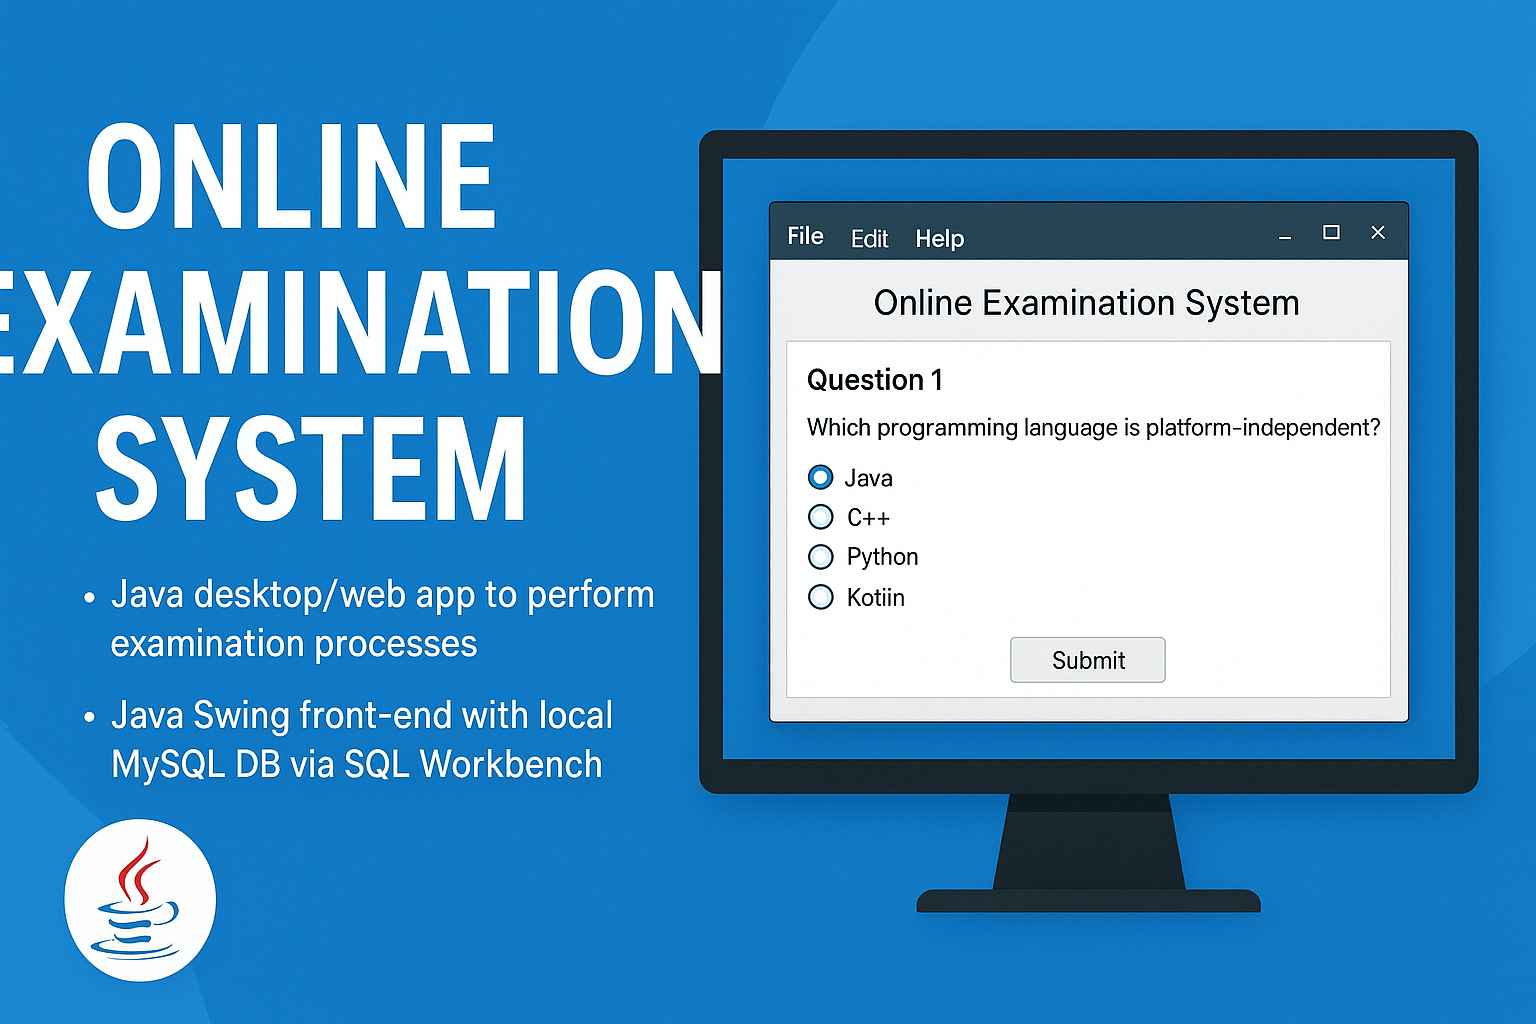 ONLINE
EXAMINATION
SYSTEM
• Java desktop/web app to perform
examination processes
• Java Swing front-end with local
MySQL DB via SQL Workbench
File Edit Help
Online Examination System
Question 1
Which programming language is platform-independent?
Java
C++
Python
Kotiin
Submit